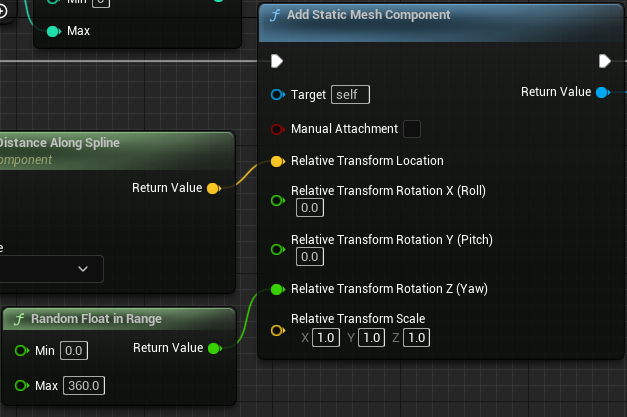 Min 0
Max
Add Static Mesh Component
Target self
Return Value
Manual Attachment
Distance Along Spline
omponent
Relative Transform Location
Return Value
Relative Transform Rotation X (Roll)
0.0
Relative Transform Rotation Y (Pitch)
0.0
e
Relative Transform Rotation Z (Yaw)
Random Float in Range
Relative Transform Scale
X 1.0 Y 1.0 Z 1.0
Min 0.0
Return Value
Max 360.0